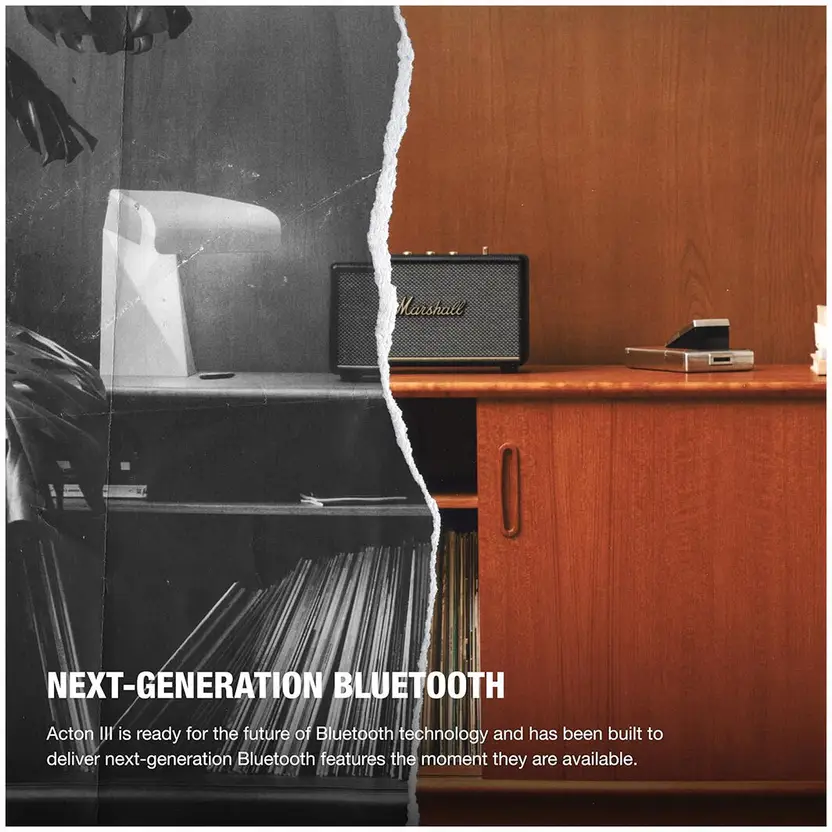 Marshall
NEXT-GENERATION BLUETOOTH
Acton III is ready for the future of Bluetooth technology and has been built to
deliver next-generation Bluetooth features the moment they are available.